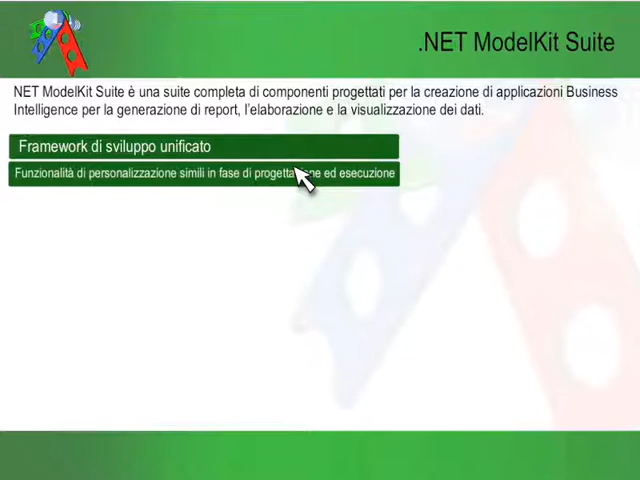 .NET ModelKit Suite
NET ModelKit Suite è una suite completa di componenti progettati per la creazione di applicazioni Business
Intelligence per la generazione di report, l'elaborazione e la visualizzazione dei dati.
Framework di sviluppo unificato
Funzionalità di personalizzazione simili in fase di progettazione ed esecuzione